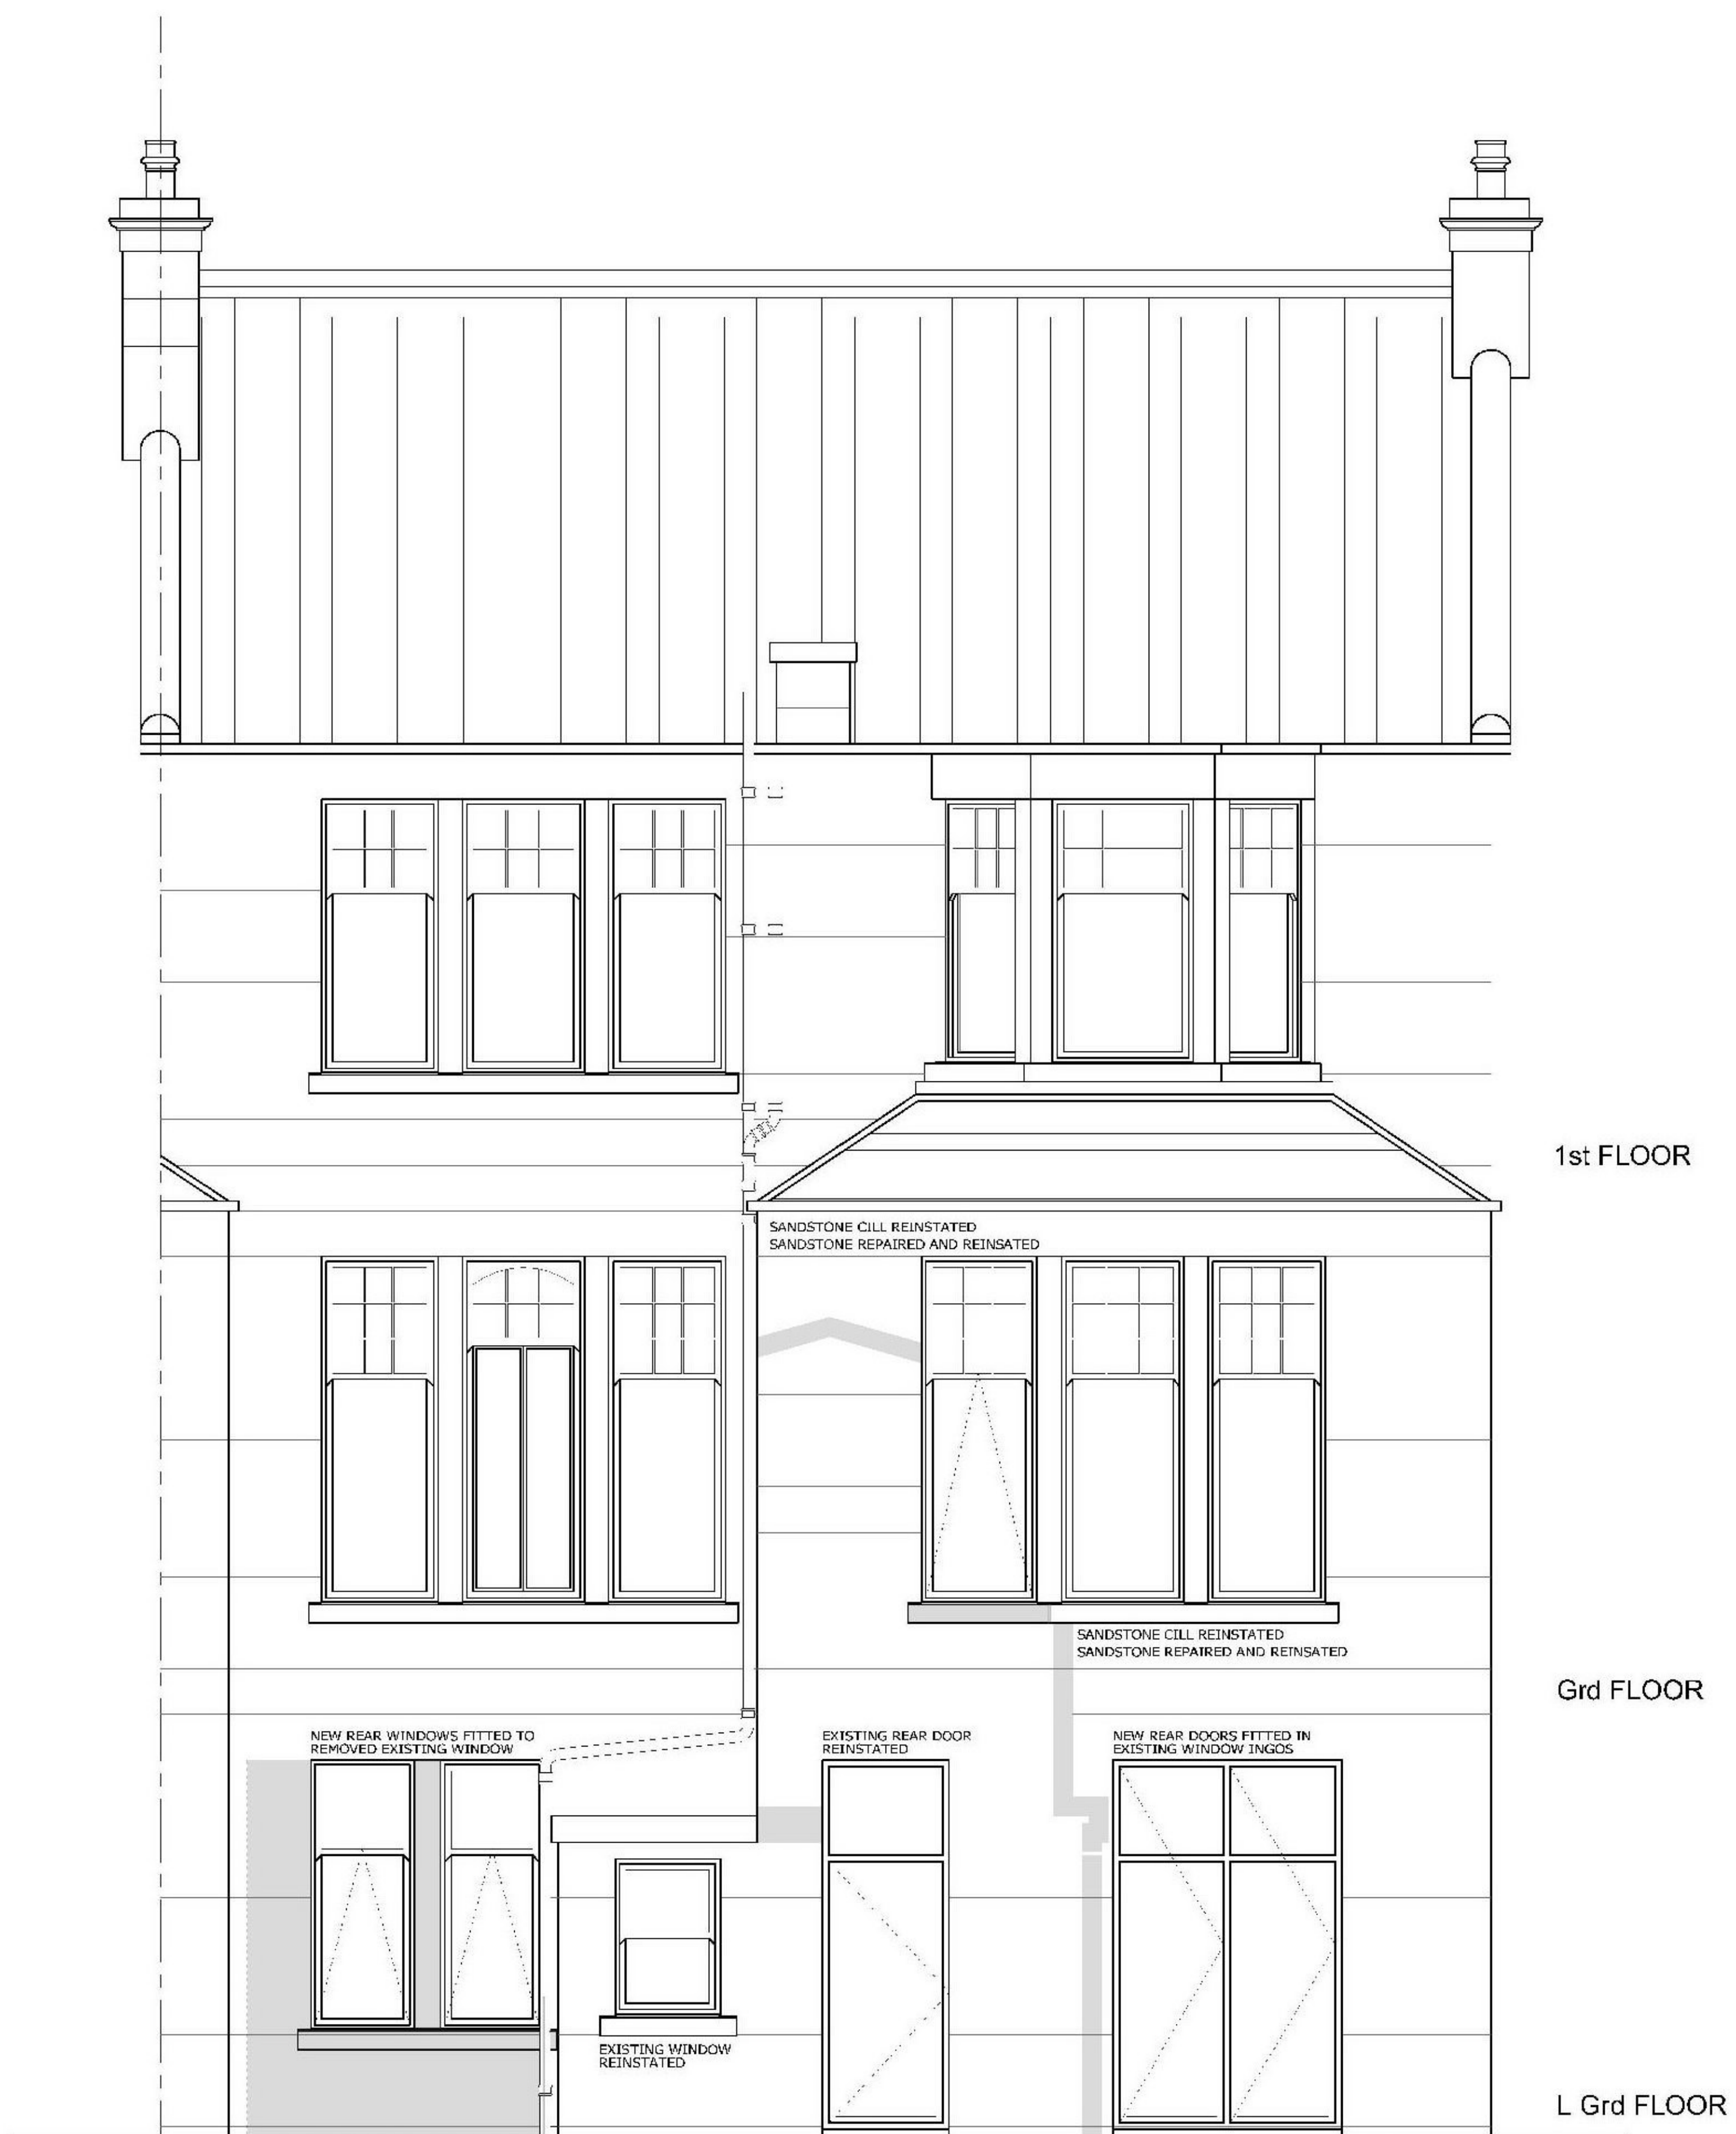 1st FLOOR
SANDSTONE CILL REINSTATED
SANDSTONE REPAIRED AND REINSATED
SANDSTONE CILL REINSTATED
SANDSTONE REPAIRED AND REINSATED
Grd FLOOR
NEW REAR WINDOWS FITTED TO
REMOVED EXISTING WINDOW
EXISTING REAR DOOR
REINSTATED
NEW REAR DOORS FITTED IN
EXISTING WINDOW INGOS
EXISTING WINDOW
REINSTATED
L Grd FLOOR